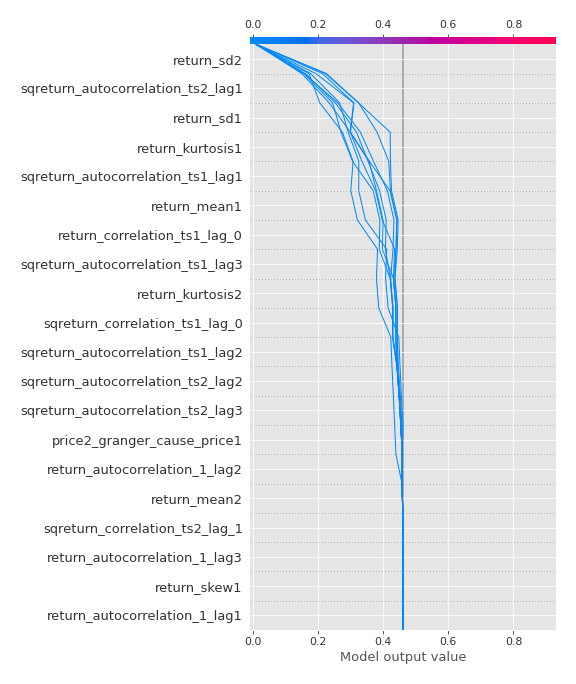 0.0 0.2 0.4 0.6 0.8
return_sd2
sqreturn_autocorrelation_ts2_lag1
return_sd1
return_kurtosis1
sqreturn_autocorrelation_ts1_lag1
return_mean1
return_correlation_ts1_lag_0
sqreturn_autocorrelation_ts1_lag3
return_kurtosis2
sqreturn_correlation_ts1_lag_0
sqreturn_autocorrelation_ts1_lag2
sqreturn_autocorrelation_ts2_lag2
sqreturn_autocorrelation_ts2_lag3
price2_granger_cause_price1
return_autocorrelation_1_lag2
return_mean2
sqreturn_correlation_ts2_lag_1
return_autocorrelation_1_lag3
return_skew1
return_autocorrelation_1_lag1
0.0 0.2 0.4 0.6 0.8
Model output value